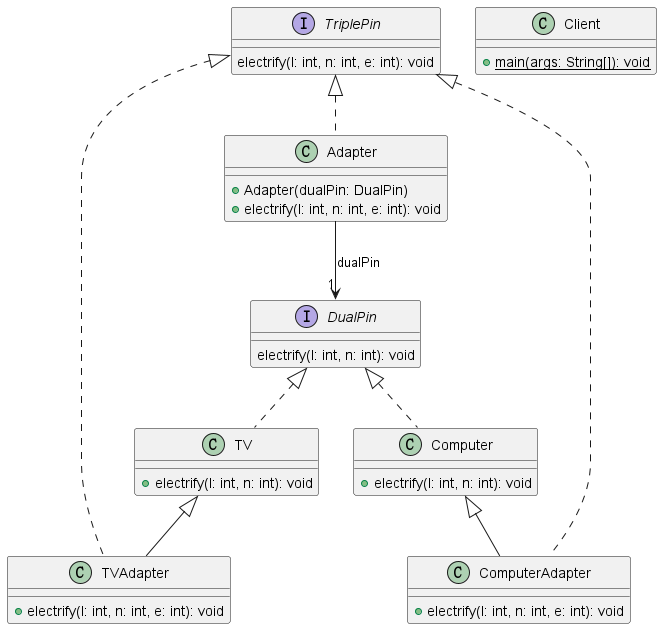 I TriplePin
electrify(l: int, n: int, e: int): void
C Client
main(args: String[]): void
C Adapter
Adapter(dualPin: DualPin)
electrify(l: int, n: int, e: int): void
dualPin
1
I DualPin
electrify(l: int, n: int): void
C TV
electrify(l: int, n: int): void
C Computer
electrify(l: int, n: int): void
C TVAdapter
electrify(l: int, n: int, e: int): void
C ComputerAdapter
electrify(l: int, n: int, e: int): void